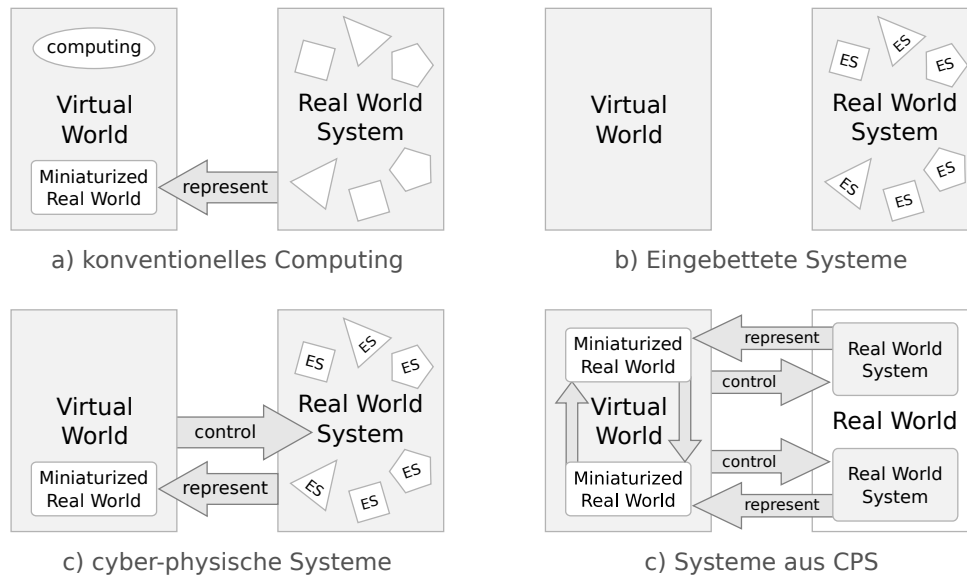 computing
Virtual
World
Miniaturized
Real World
represent
Real World
System
a) konventionelles Computing
Virtual
World
ES
ES
ES
Real World
System
ES
ES
ES
b) Eingebettete Systeme
Virtual
World
Miniaturized
Real World
control
represent
ES
ES
ES
Real World
System
ES
ES
ES
c) cyber-physische Systeme
Miniaturized
Real World
Virtual
World
Miniaturized
Real World
represent
control
control
represent
Real World
System
Real World
Real World
System
c) Systeme aus CPS